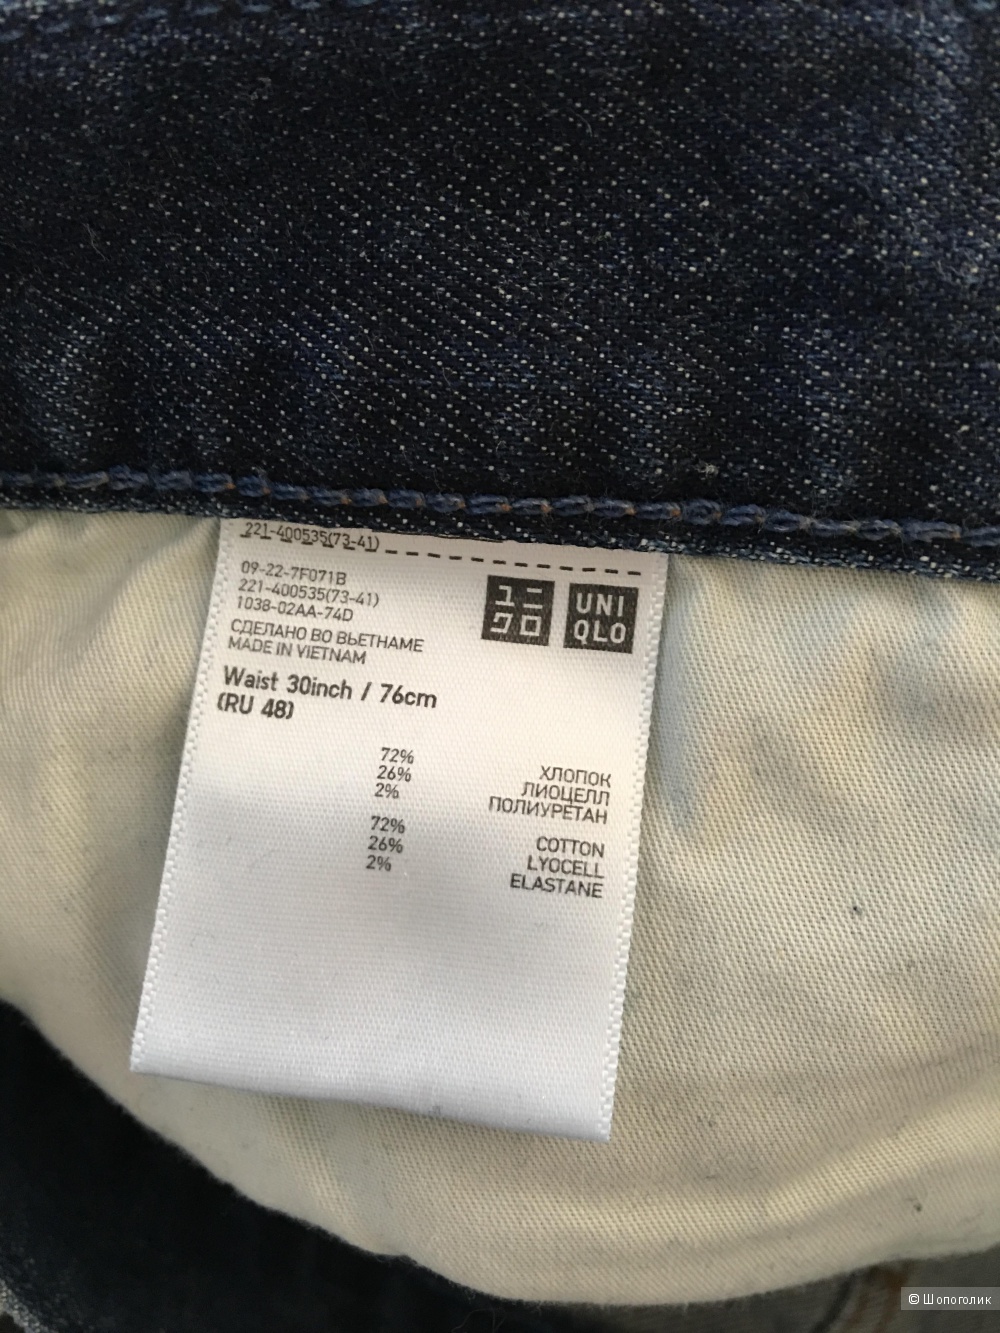 221-400535(73-41)
09-22-7F071B
221-400535(73-41)
1038-02AA-74D
СДЕЛАНО ВО ВЬЕТНАМЕ
MADE IN VIETNAM
ユニ
クロ
UNI
QLO
Waist 30inch / 76cm
(RU 48)
72% ХЛОПОК
26% ЛИОЦЕЛЛ
2% ПОЛИУРЕТАН
72% COTTON
26% LYOCELL
2% ELASTANE
© Шопоголик